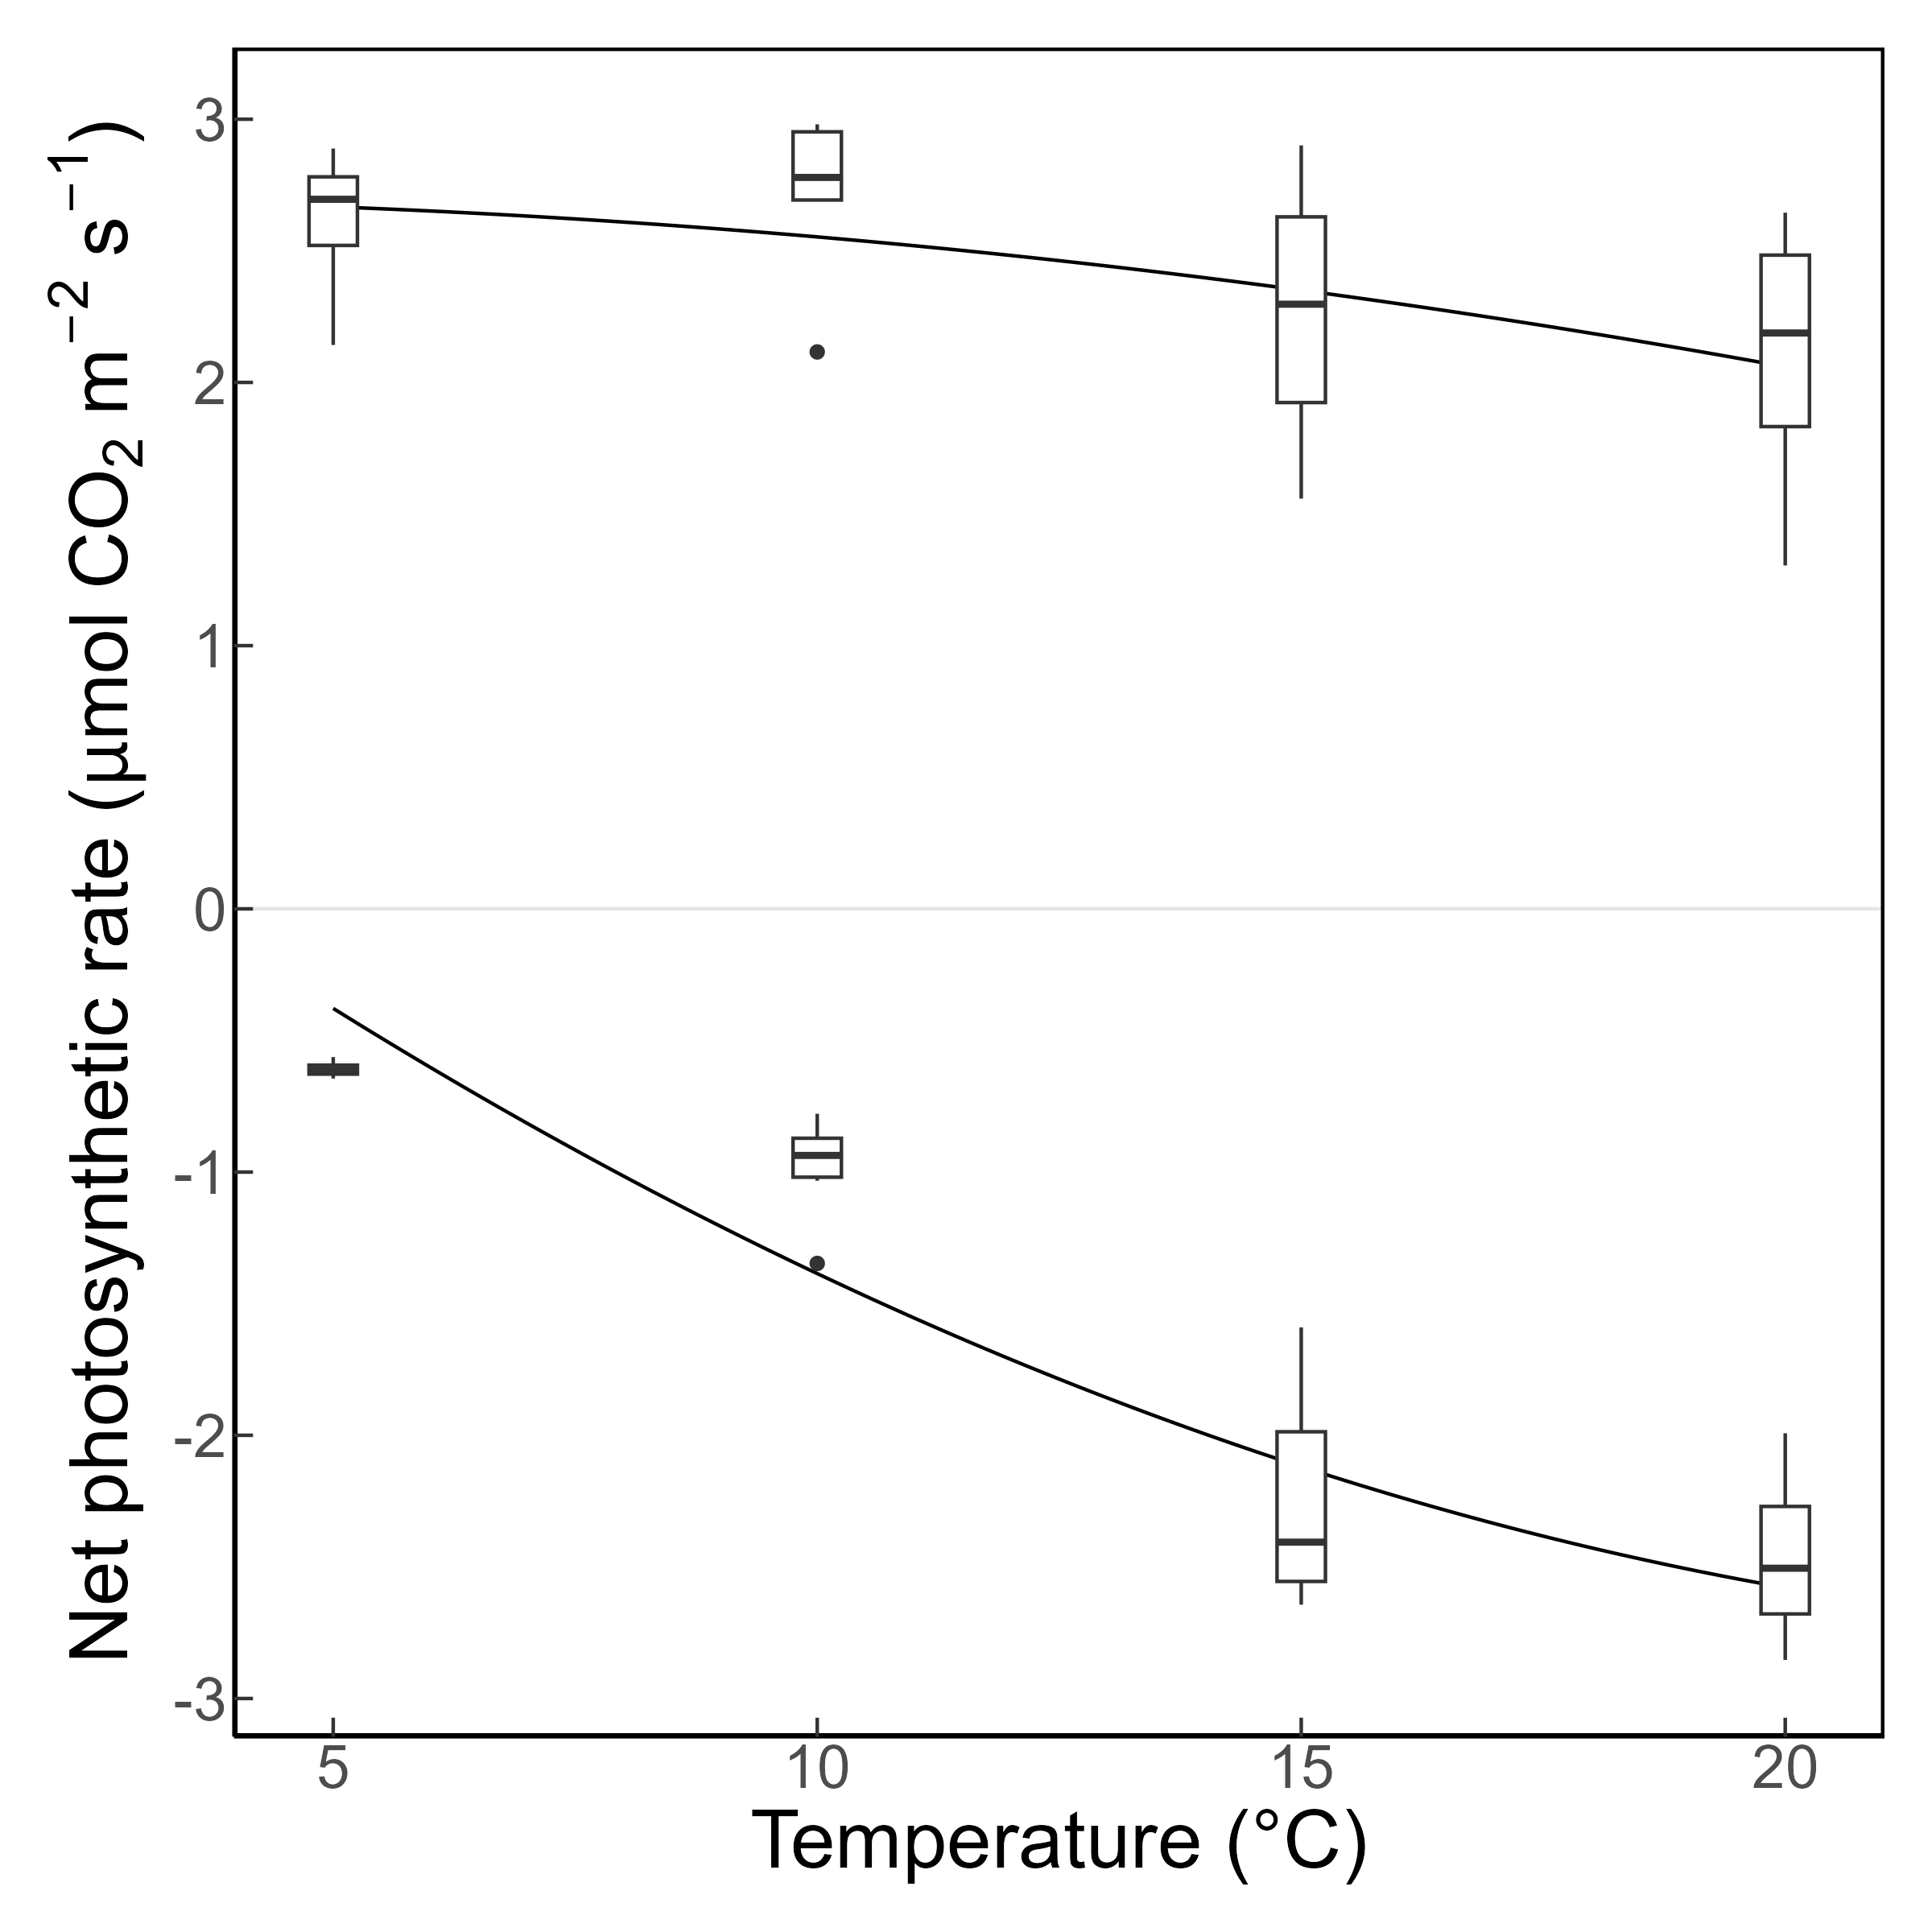 Net photosynthetic rate (µmol CO₂ m⁻² s⁻¹)
3
2
1
0
-1
-2
-3
5 10 15 20
Temperature (°C)